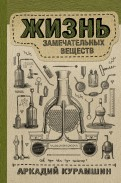 ЖИЗНЬ
ЗАМЕЧАТЕЛЬНЫХ
ВЕЩЕСТВ
АРКАДИЙ КУРАМШИН